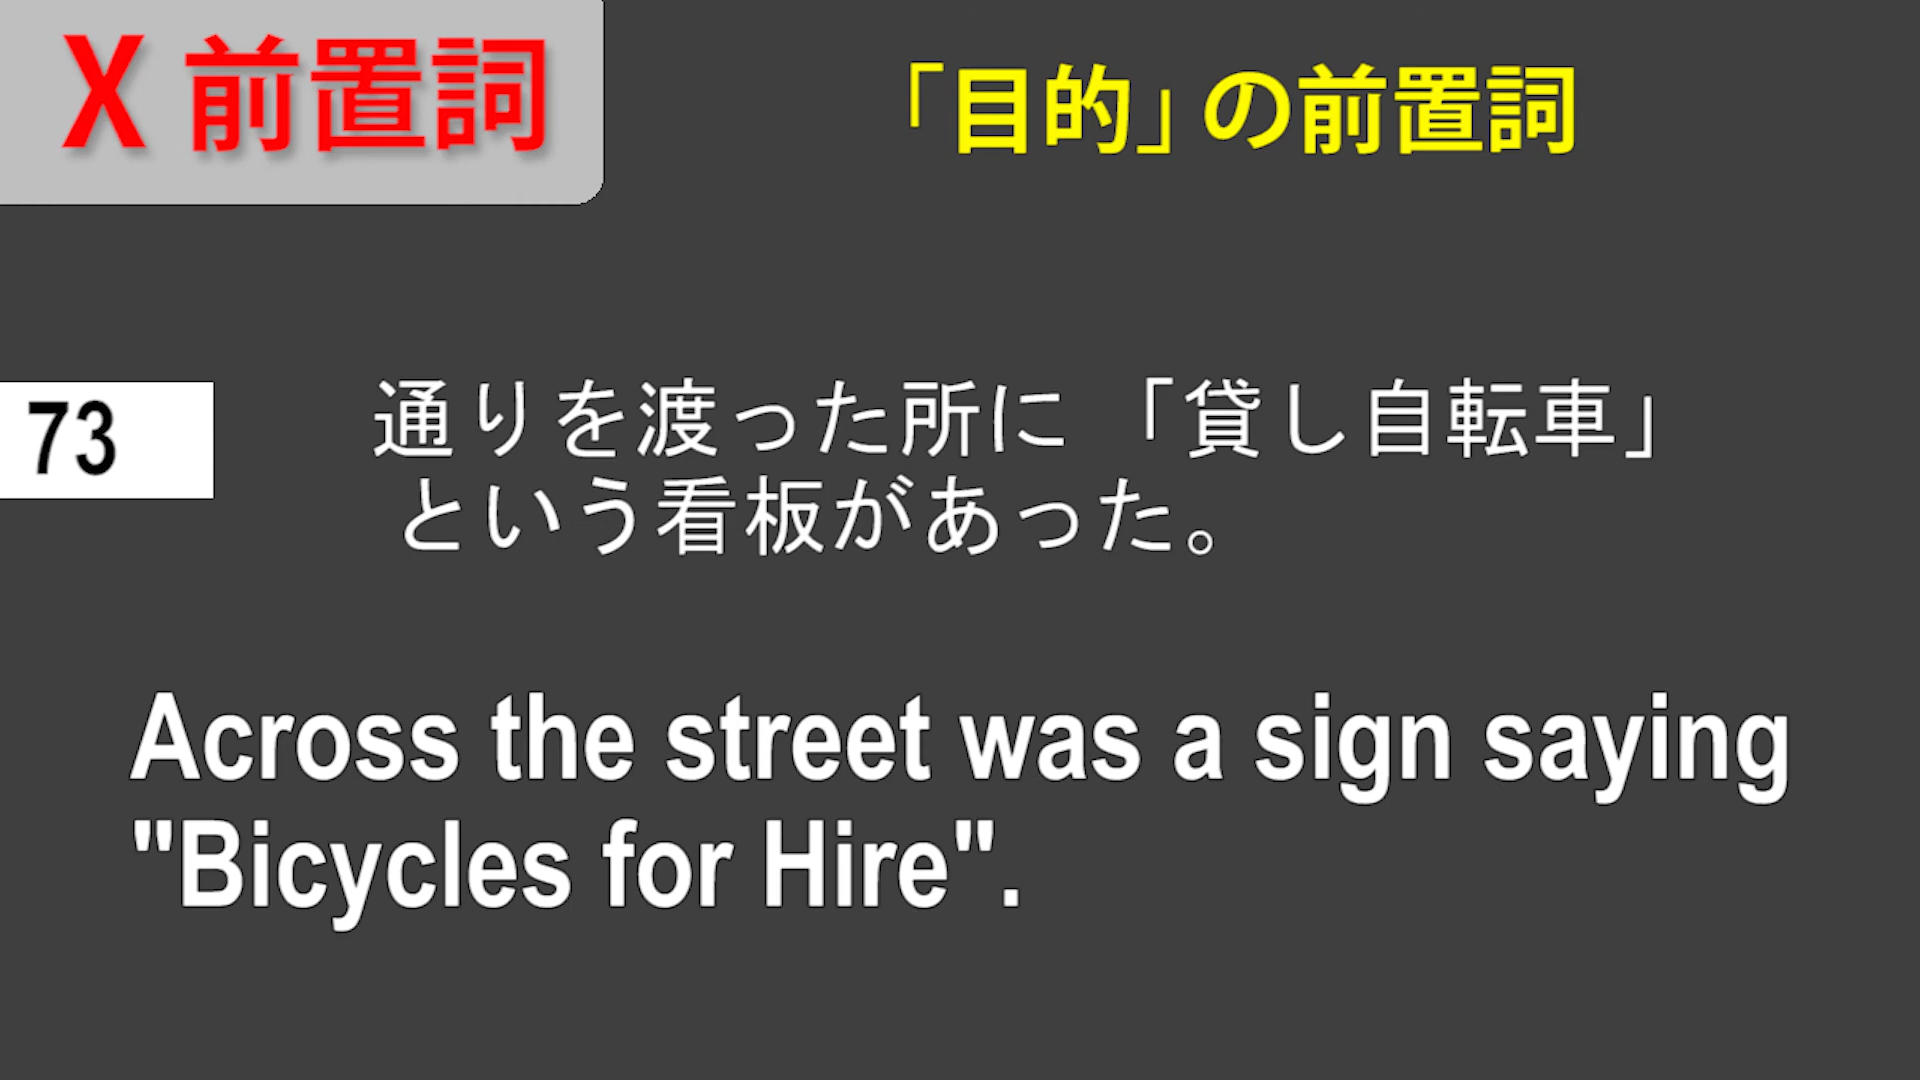 X 前置詞
「目的」の前置詞
73
通りを渡った所に 「貸し自転車」
という看板があった。
Across the street was a sign saying
"Bicycles for Hire".